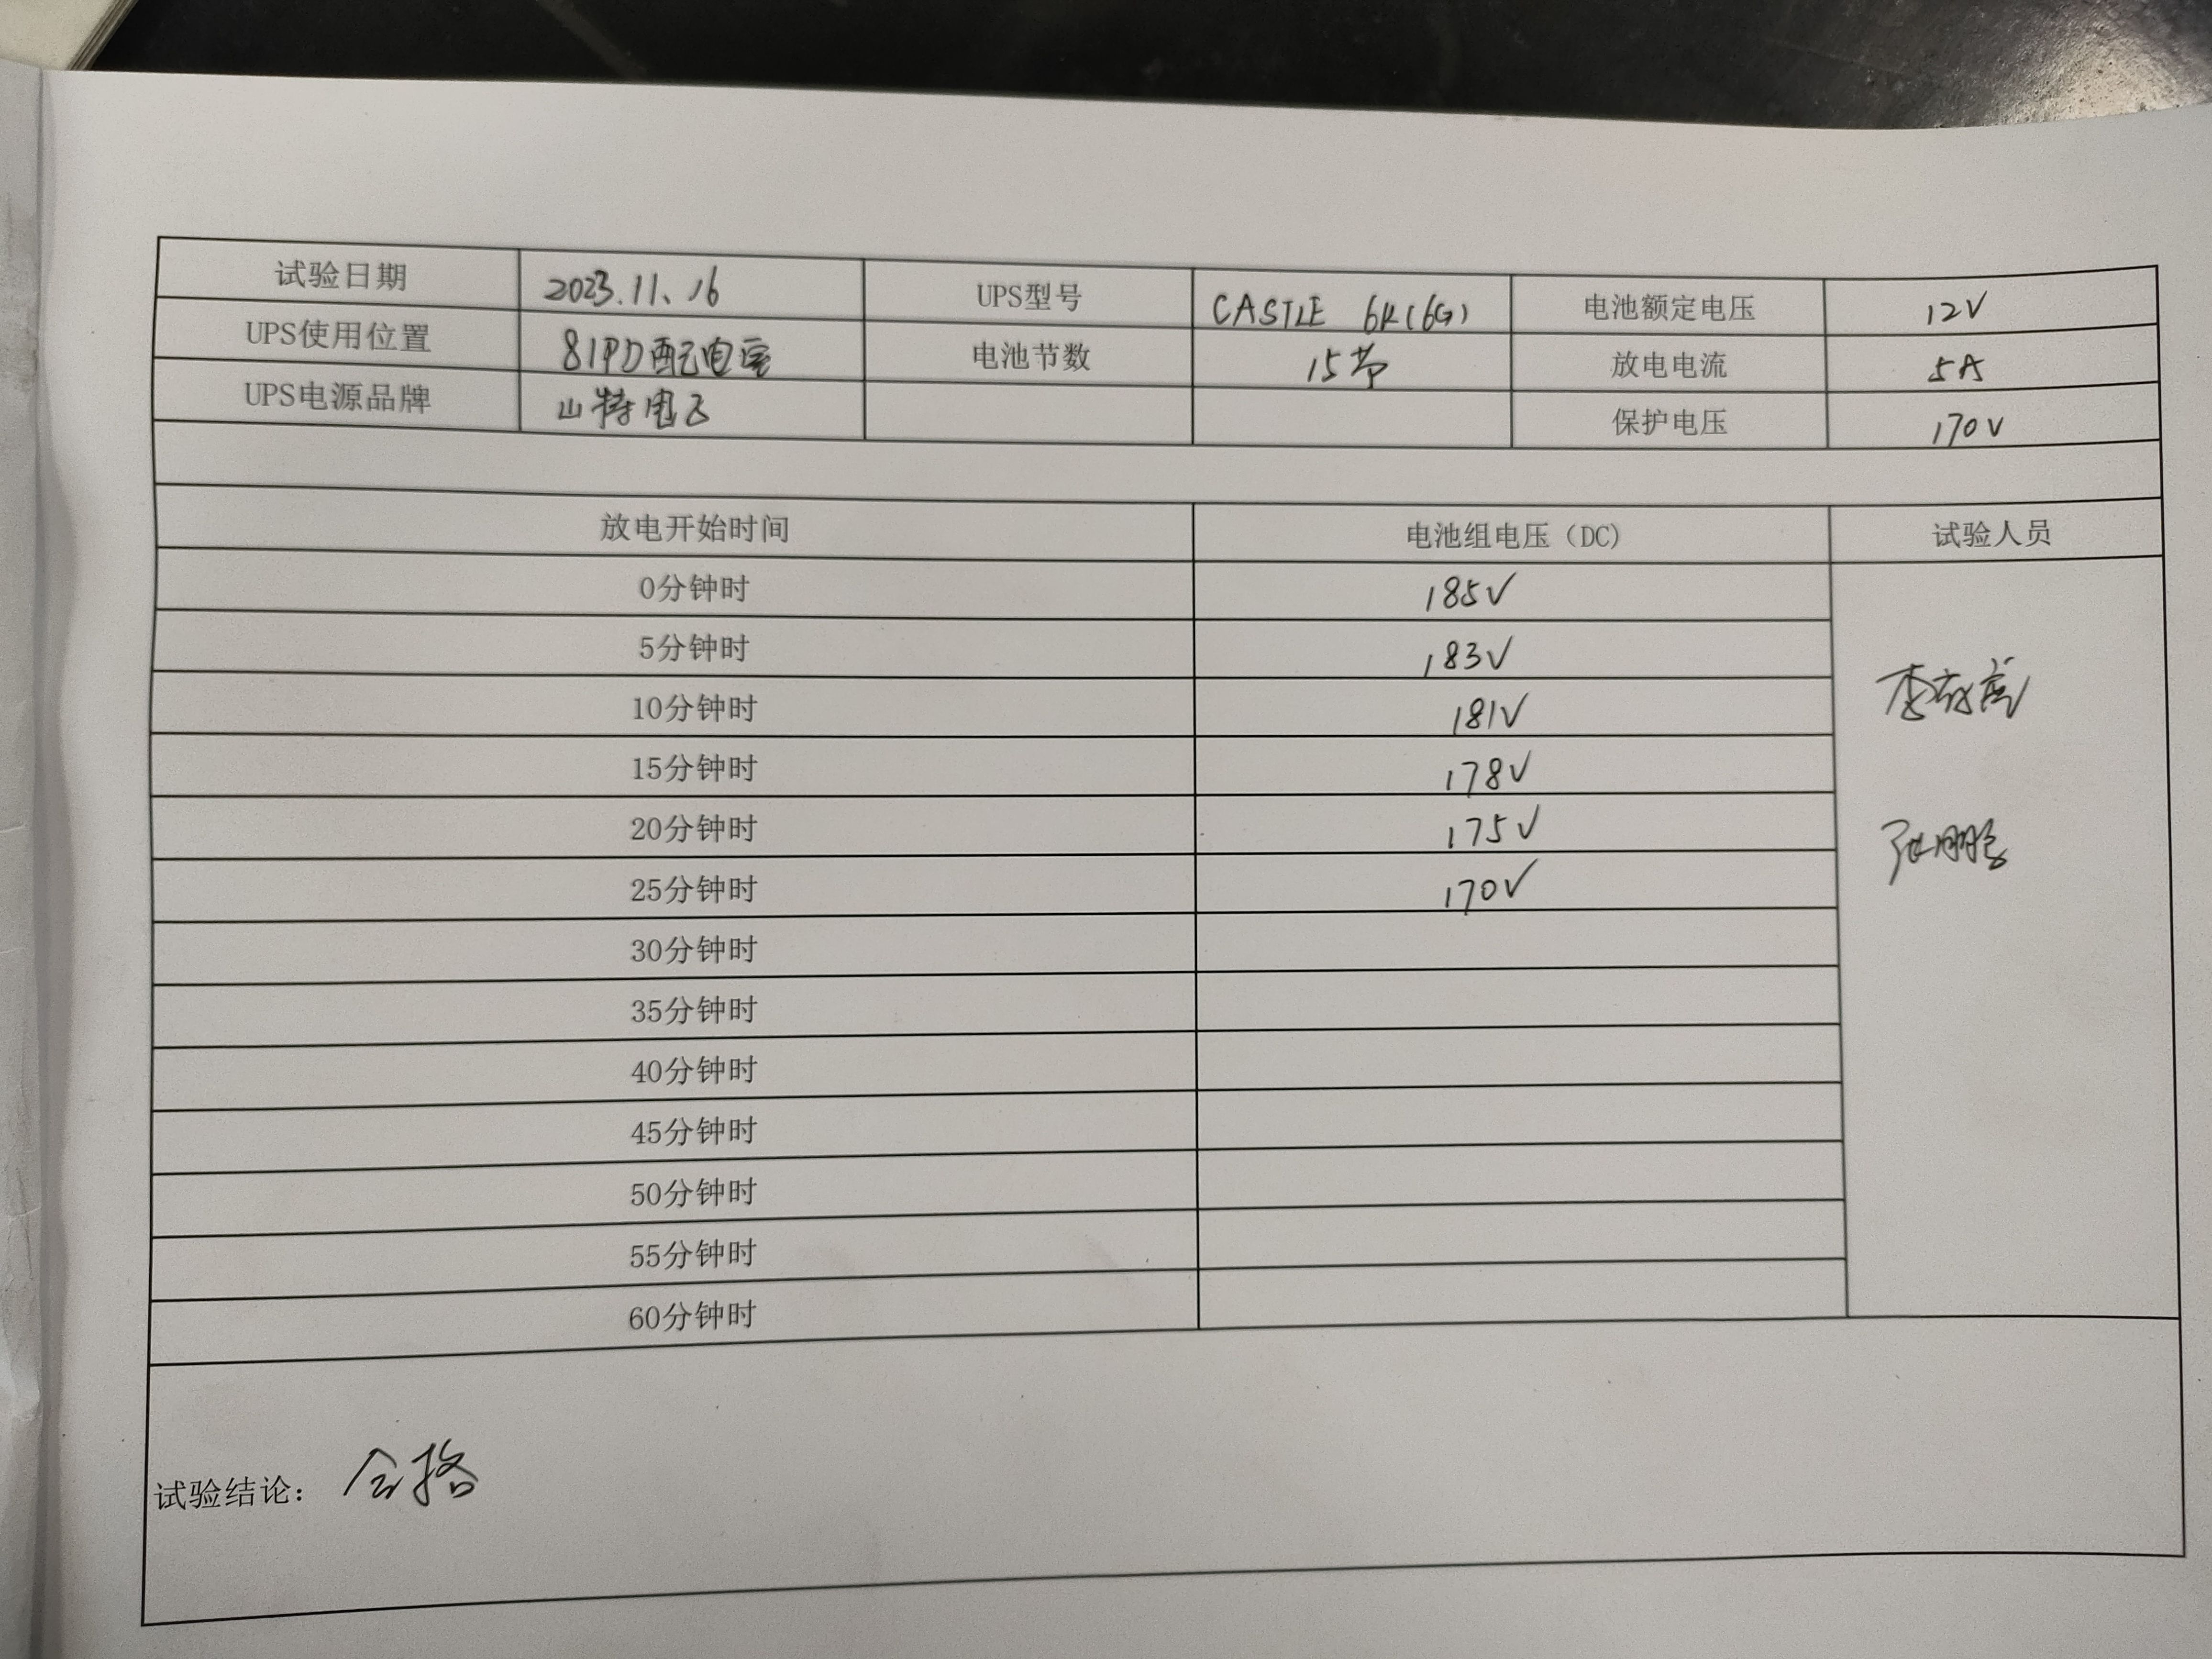 试验日期 2023.11、16 UPS型号 CASTLE 6K(6G) 电池额定电压 12V
UPS使用位置 81PD配电室 电池节数 15节 放电电流 5A
UPS电源品牌 山特电子 保护电压 170V
放电开始时间 电池组电压（DC） 试验人员
0分钟时 185V
5分钟时 183V
10分钟时 181V
15分钟时 178V
20分钟时 175V
25分钟时 170V
30分钟时
35分钟时
40分钟时
45分钟时
50分钟时
55分钟时
60分钟时
试验结论： 合格